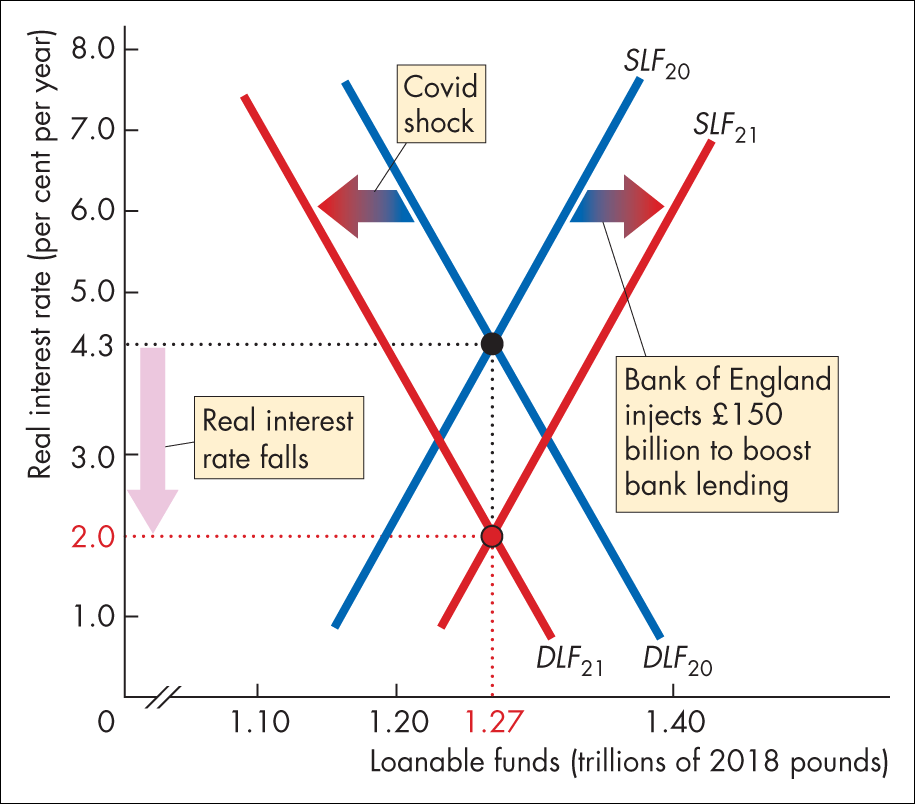 Real interest rate (per cent per year)
8.0
7.0
6.0
5.0
4.3
3.0
2.0
1.0
0
SLF20
SLF21
Covid
shock
Bank of England
injects £150
billion to boost
bank lending
Real interest
rate falls
DLF21
DLF20
1.10
1.20
1.27
1.40
Loanable funds (trillions of 2018 pounds)